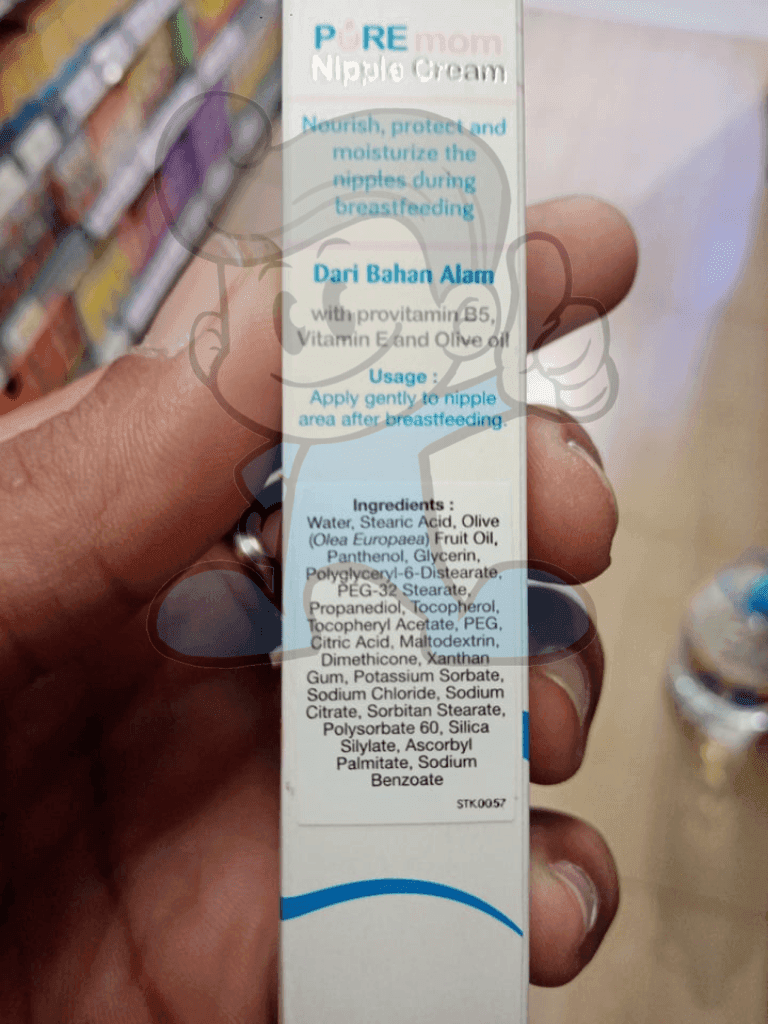 PURE mom
Nipple Cream
Nourish, protect and
moisturize the
nipples during
breastfeeding
Dari Bahan Alam
with provitamin B5,
Vitamin E and Olive oil
Usage :
Apply gently to nipple
area after breastfeeding.
Ingredients :
Water, Stearic Acid, Olive
(Olea Europaea) Fruit Oil,
Panthenol, Glycerin,
Polyglyceryl-6-Distearate,
PEG-32 Stearate,
Propanediol, Tocopherol,
Tocopheryl Acetate, PEG,
Citric Acid, Maltodextrin,
Dimethicone, Xanthan
Gum, Potassium Sorbate,
Sodium Chloride, Sodium
Citrate, Sorbitan Stearate,
Polysorbate 60, Silica
Silylate, Ascorbyl
Palmitate, Sodium
Benzoate
STK0057